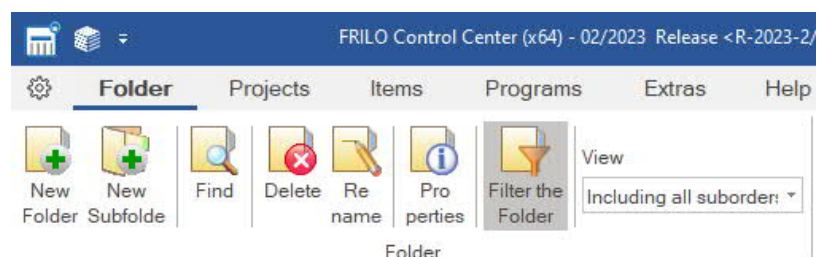 FRILO Control Center (x64) - 02/2023 Release <R-2023-2/
Folder Projects Items Programs Extras Help
New Folder
New Subfolde
Find
Delete
Re name
Pro perties
Filter the Folder
View
Including all suborder:
Folder